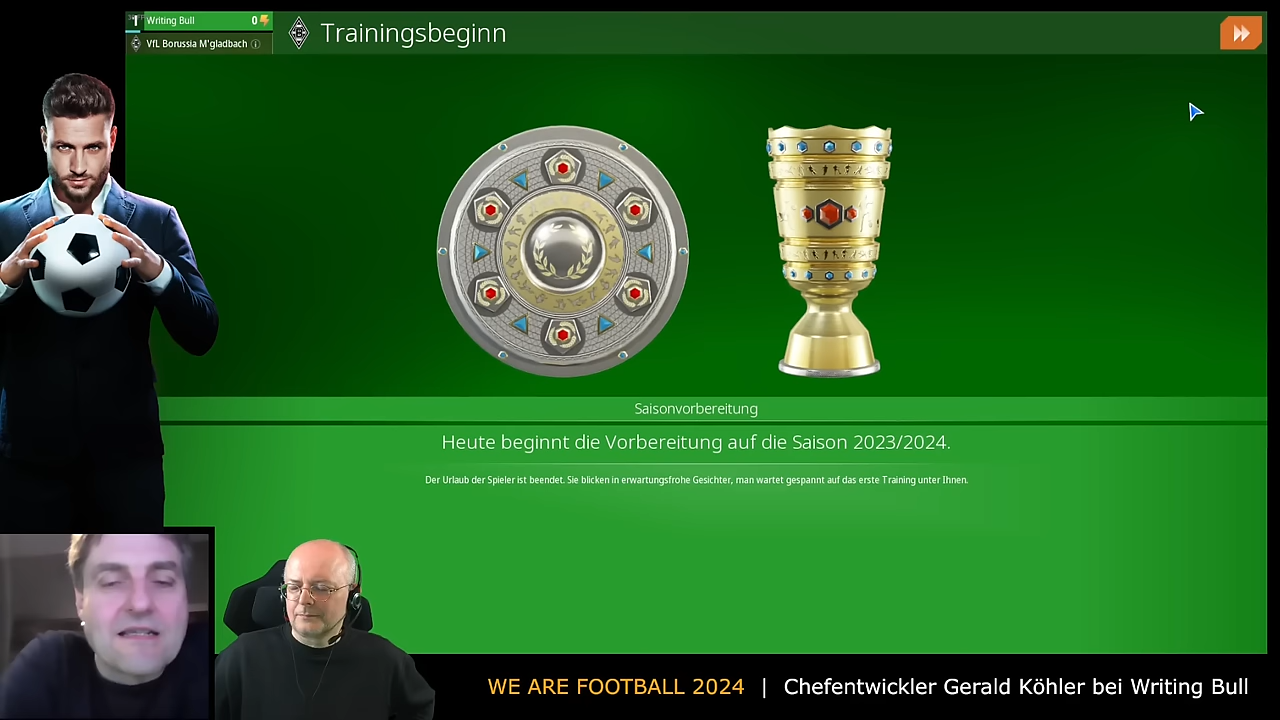 Writing Bull 0
VfL Borussia M'gladbach
Trainingsbeginn
Saisonvorbereitung
Heute beginnt die Vorbereitung auf die Saison 2023/2024.
Der Urlaub der Spieler ist beendet. Sie blicken in erwartungsfrohe Gesichter, man wartet gespannt auf das erste Training unter Ihnen.
WE ARE FOOTBALL 2024 | Chefentwickler Gerald Köhler bei Writing Bull